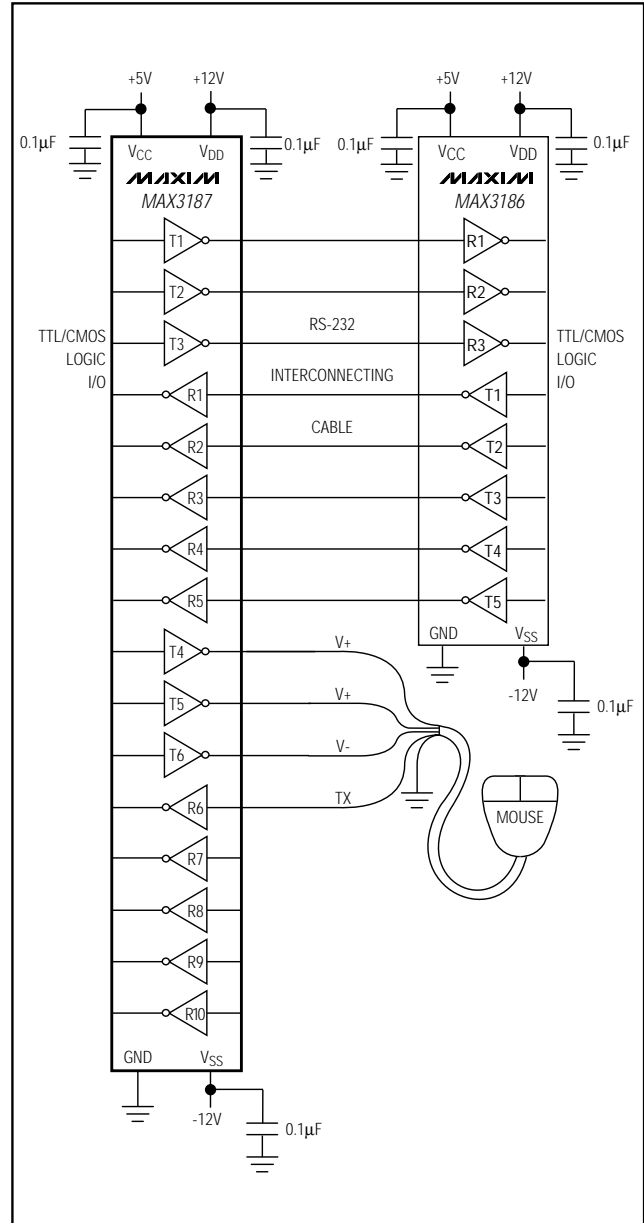 +5V +12V +5V +12V
0.1µF 0.1µF 0.1µF 0.1µF
VCC VDD VCC VDD
MAXIM MAXIM
MAX3187 MAX3186
T1 R1
T2 R2
RS-232
TTL/CMOS T3 R3 TTL/CMOS
LOGIC LOGIC
I/O INTERCONNECTING I/O
R1 T1
CABLE
R2 T2
R3 T3
R4 T4
R5 T5
GND VSS
T4 V+
-12V 0.1µF
T5 V+
T6 V-
R6 TX
MOUSE
R7
R8
R9
R10
GND VSS
-12V 0.1µF